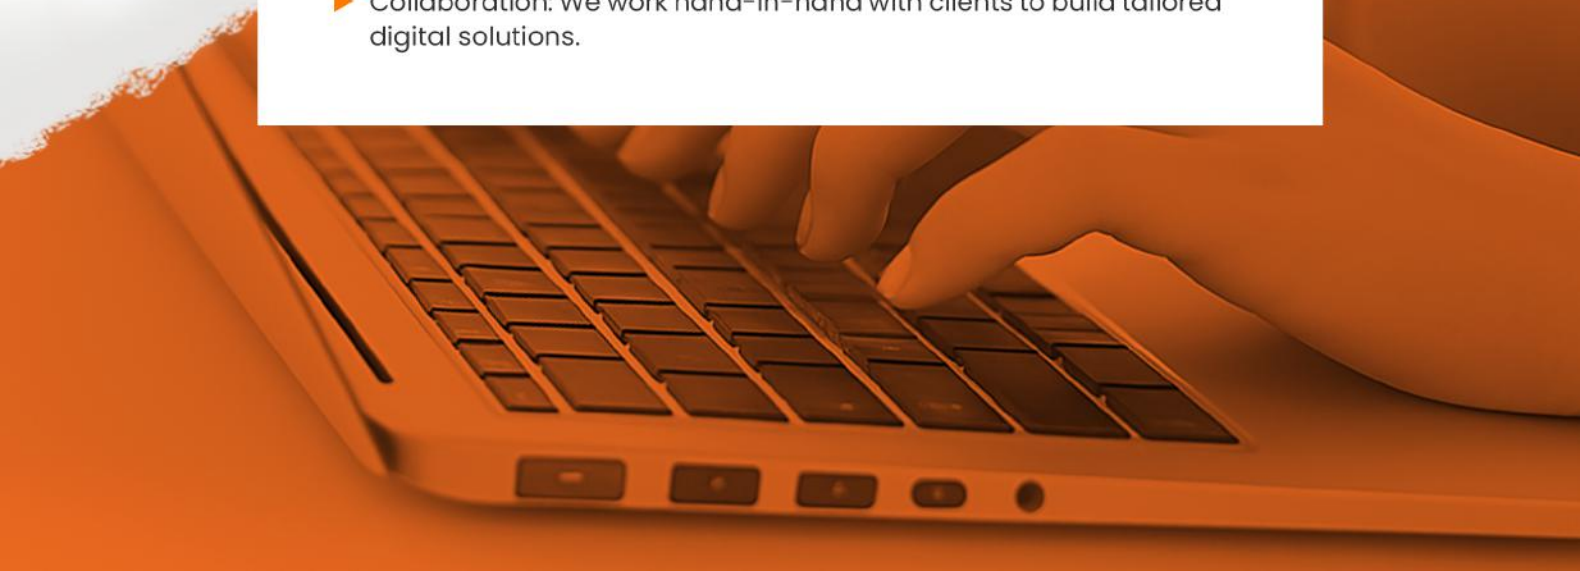 Collaboration: We work hand-in-hand with clients to build tailored
digital solutions.